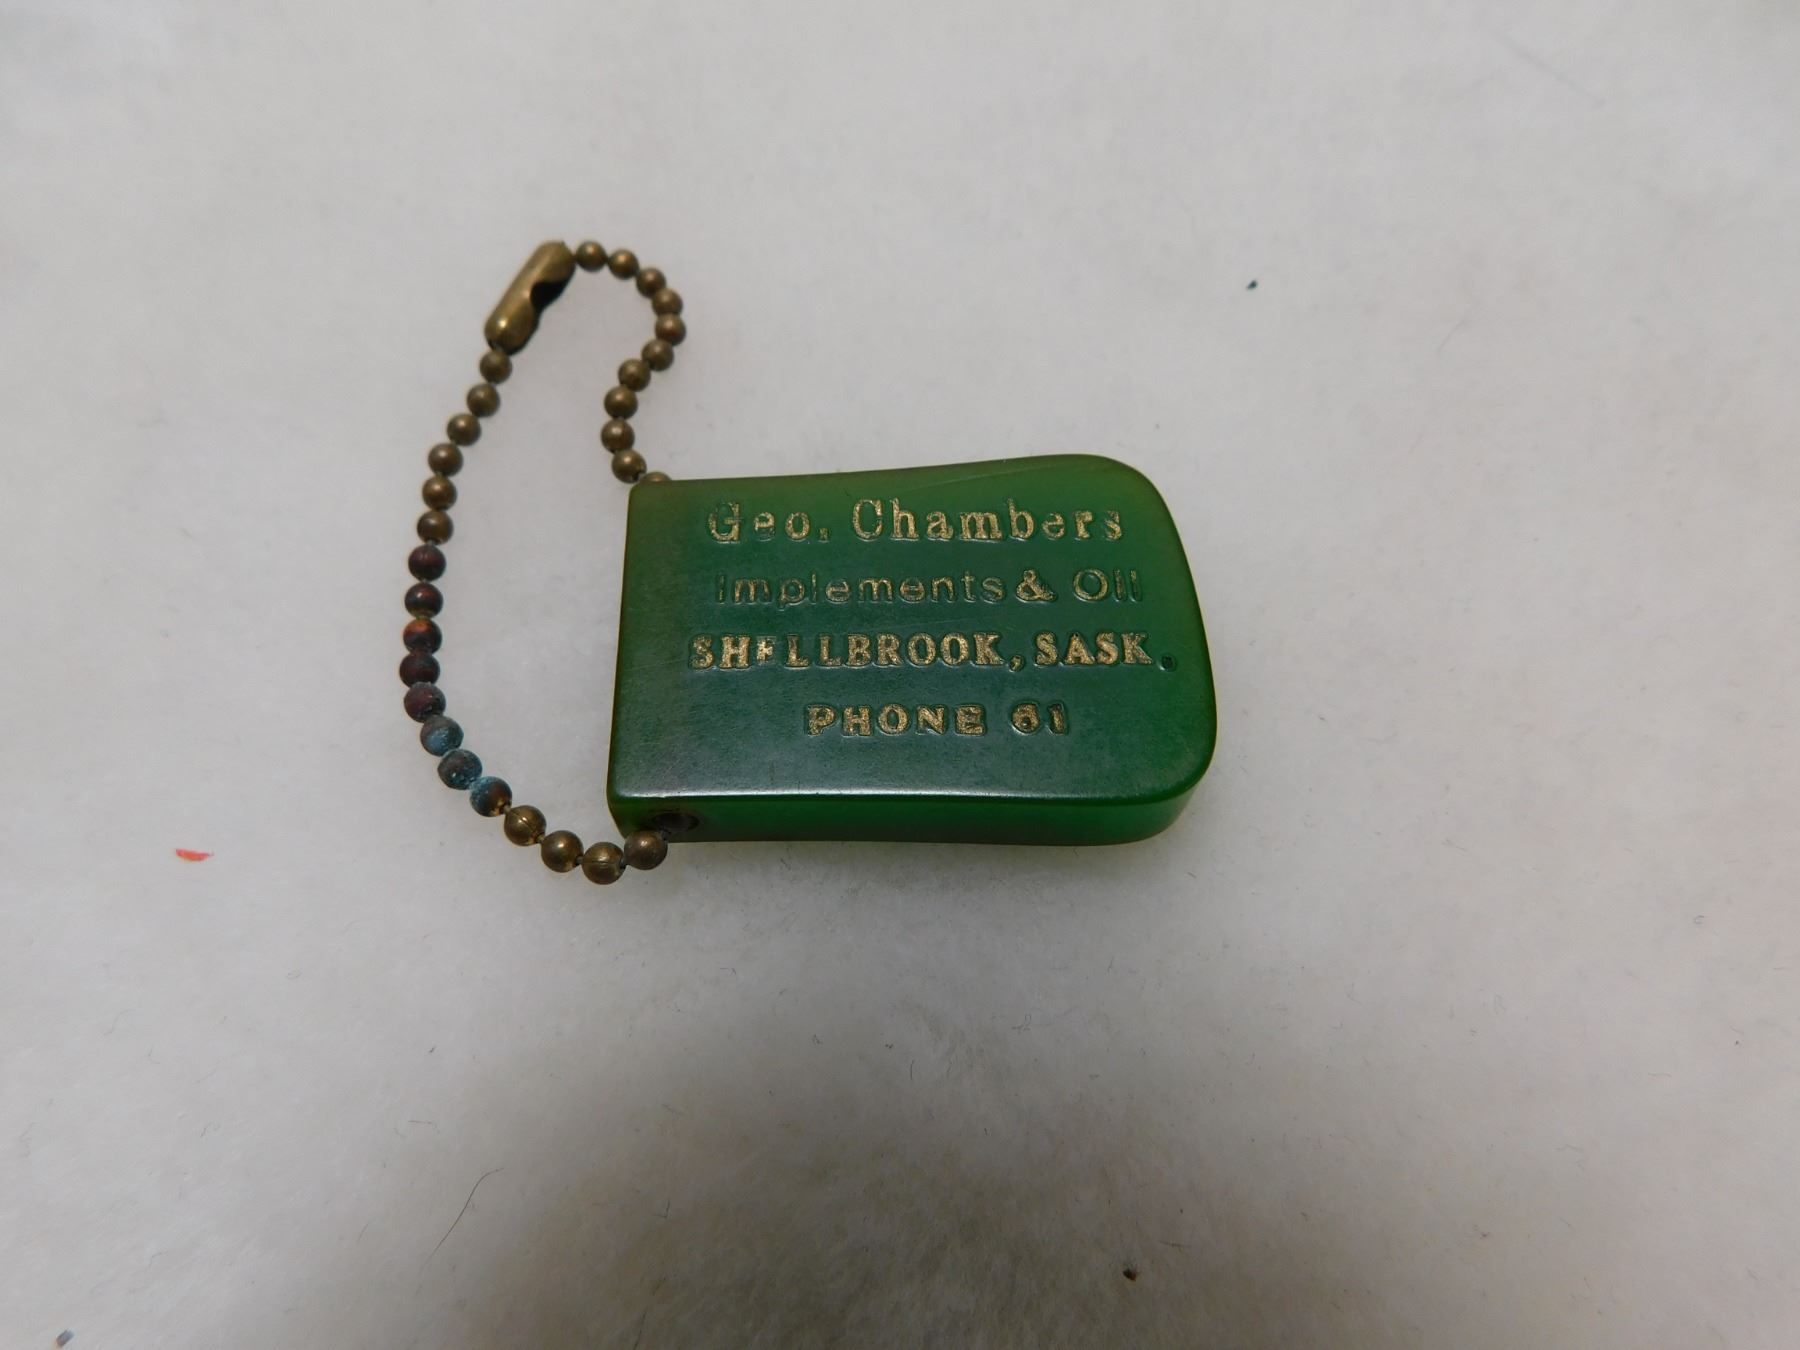 Geo. Chambers
Implements & Oil
SHELLBROOK, SASK.
PHONE 61